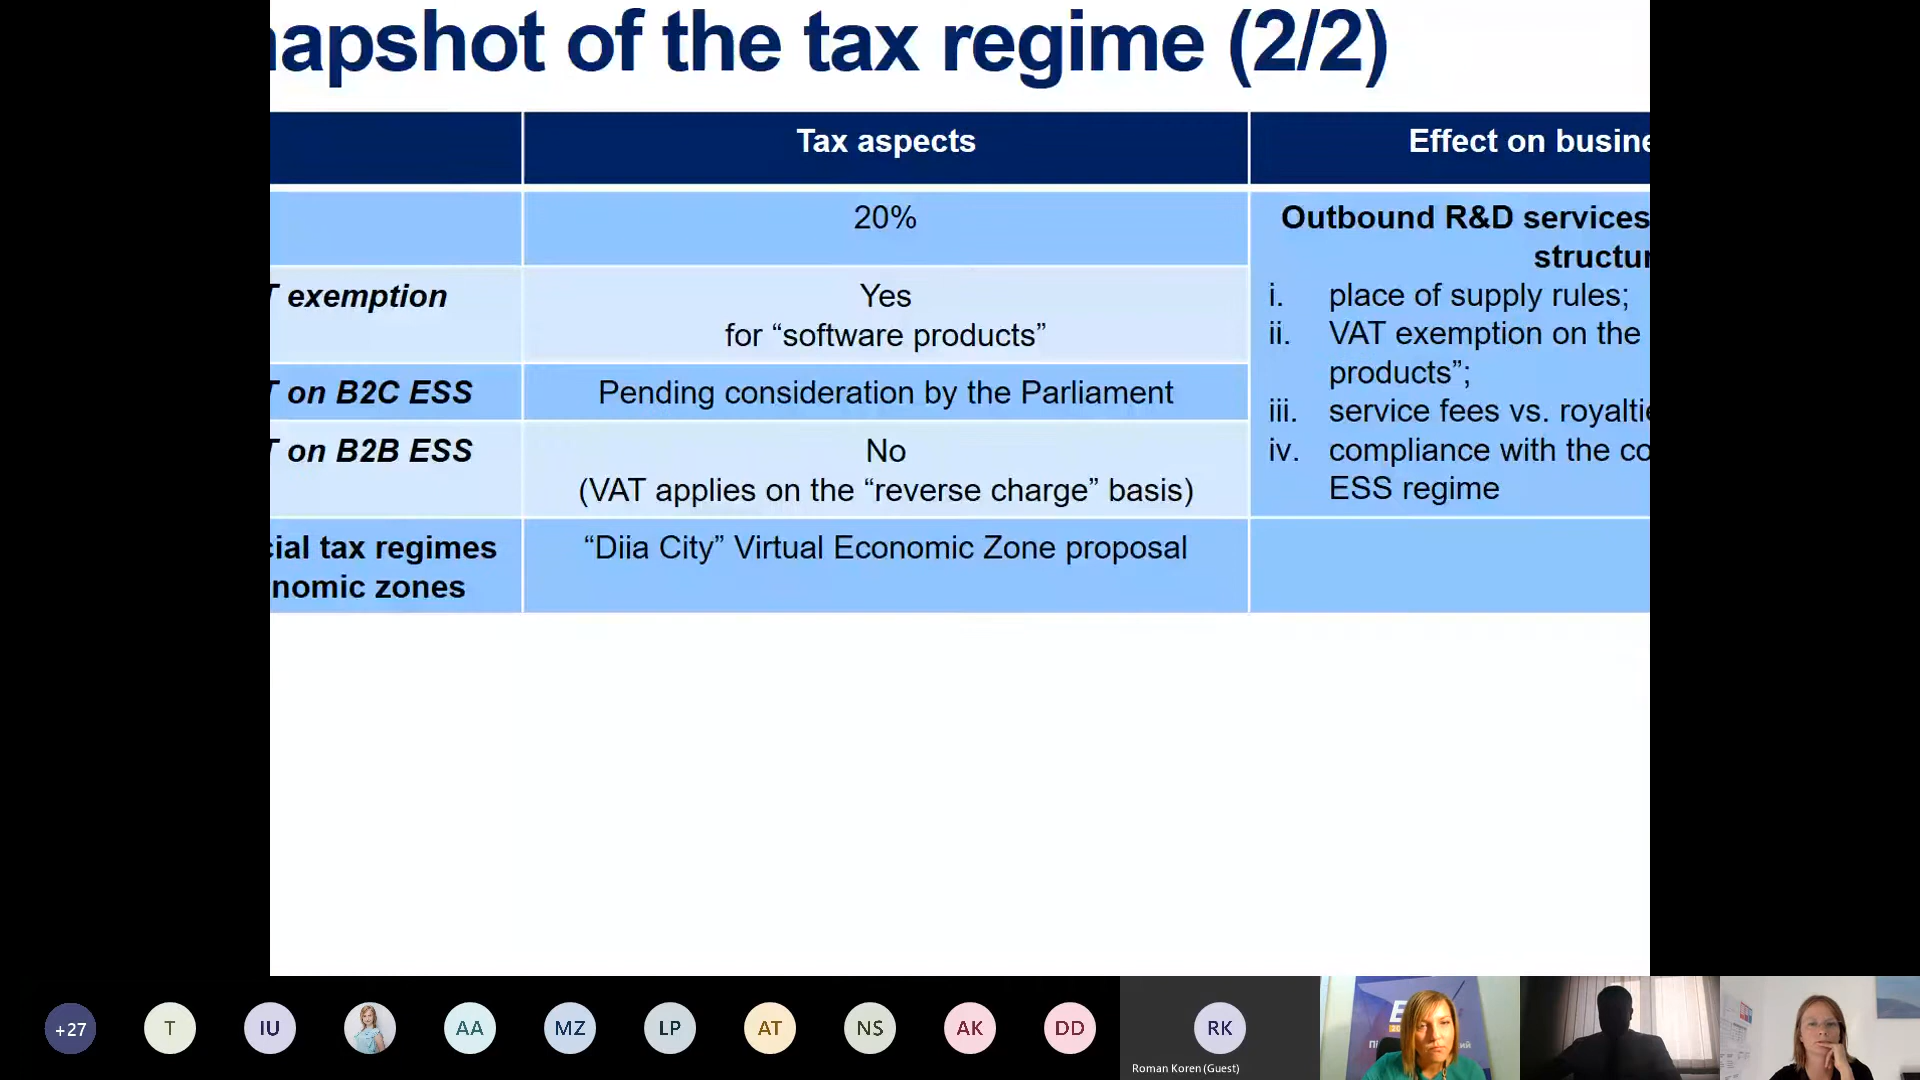 napshot of the tax regime (2/2)
Tax aspects
Effect on busine
20%
T exemption
Yes
for “software products”
T on B2C ESS
Pending consideration by the Parliament
T on B2B ESS
No
(VAT applies on the “reverse charge” basis)
cial tax regimes
nomic zones
“Diia City” Virtual Economic Zone proposal
Outbound R&D services
structur
i. place of supply rules;
ii. VAT exemption on the
products”;
iii. service fees vs. royaltie
iv. compliance with the co
ESS regime
+27
T
IU
AA
MZ
LP
AT
NS
AK
DD
RK
Roman Koren (Guest)